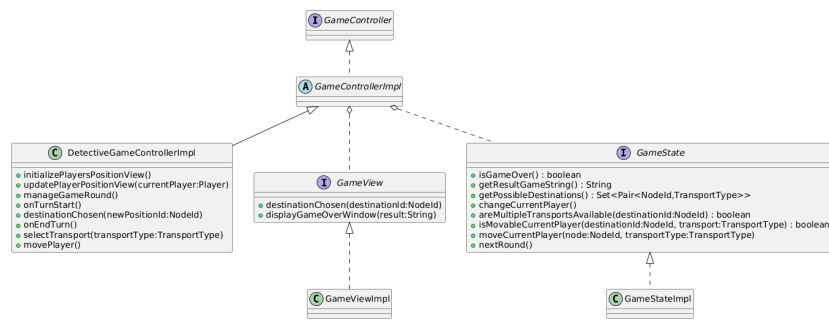 I GameController
A GameControllerImpl
C DetectiveGameControllerImpl
initializePlayersPositionView()
updatePlayerPositionView(currentPlayer:Player)
manageGameRound()
onTurnStart()
destinationChosen(newPositionId:NodeId)
onEndTurn()
selectTransport(transportType:TransportType)
movePlayer()
I GameView
destinationChosen(destinationId:NodeId)
displayGameOverWindow(result:String)
I GameState
isGameOver() : boolean
getResultGameString() : String
getPossibleDestinations() : Set<Pair<NodeId,TransportType>>
changeCurrentPlayer()
areMultipleTransportsAvailable(destinationId:NodeId) : boolean
isMovableCurrentPlayer(destinationId:NodeId, transport:TransportType) : boolean
moveCurrentPlayer(node:NodeId, transportType:TransportType)
nextRound()
C GameViewImpl
C GameStateImpl